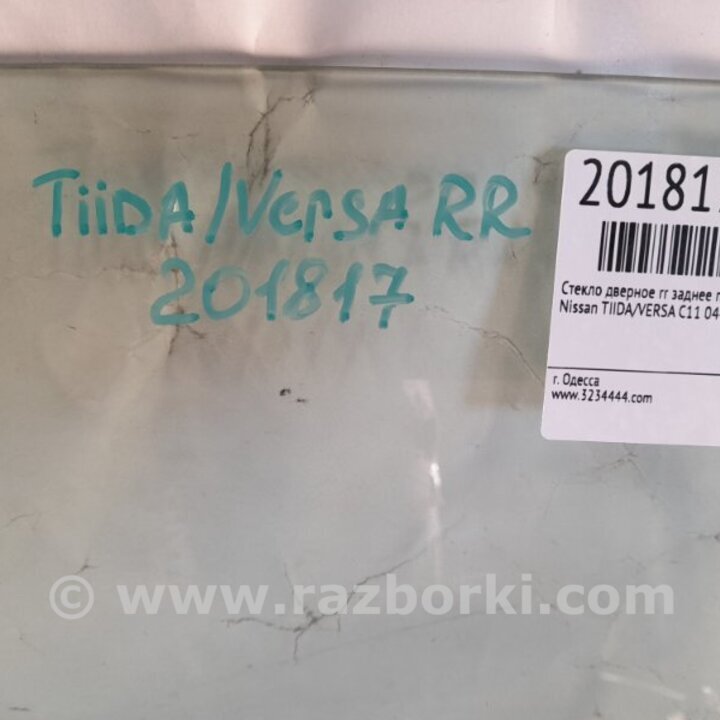 TiiDA/VersA RR
201817
20181
Стекло дверное rr заднее
Nissan TIIDA/VERSA C11 04
г. Одесса
www.3234444.com
© www.razborki.com